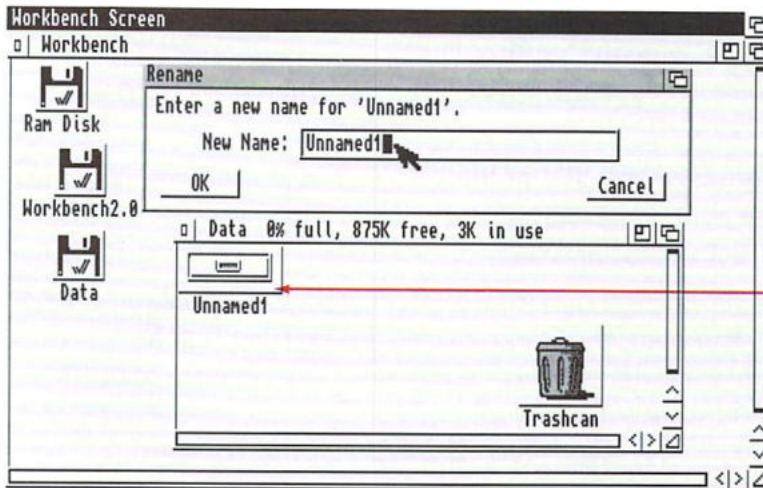 Workbench Screen
Workbench
Ram Disk
Workbench2.0
Data
Rename
Enter a new name for 'Unnamed1'.
New Name: Unnamed1
OK
Cancel
Data 0% full, 875K free, 3K in use
Unnamed1
Trashcan